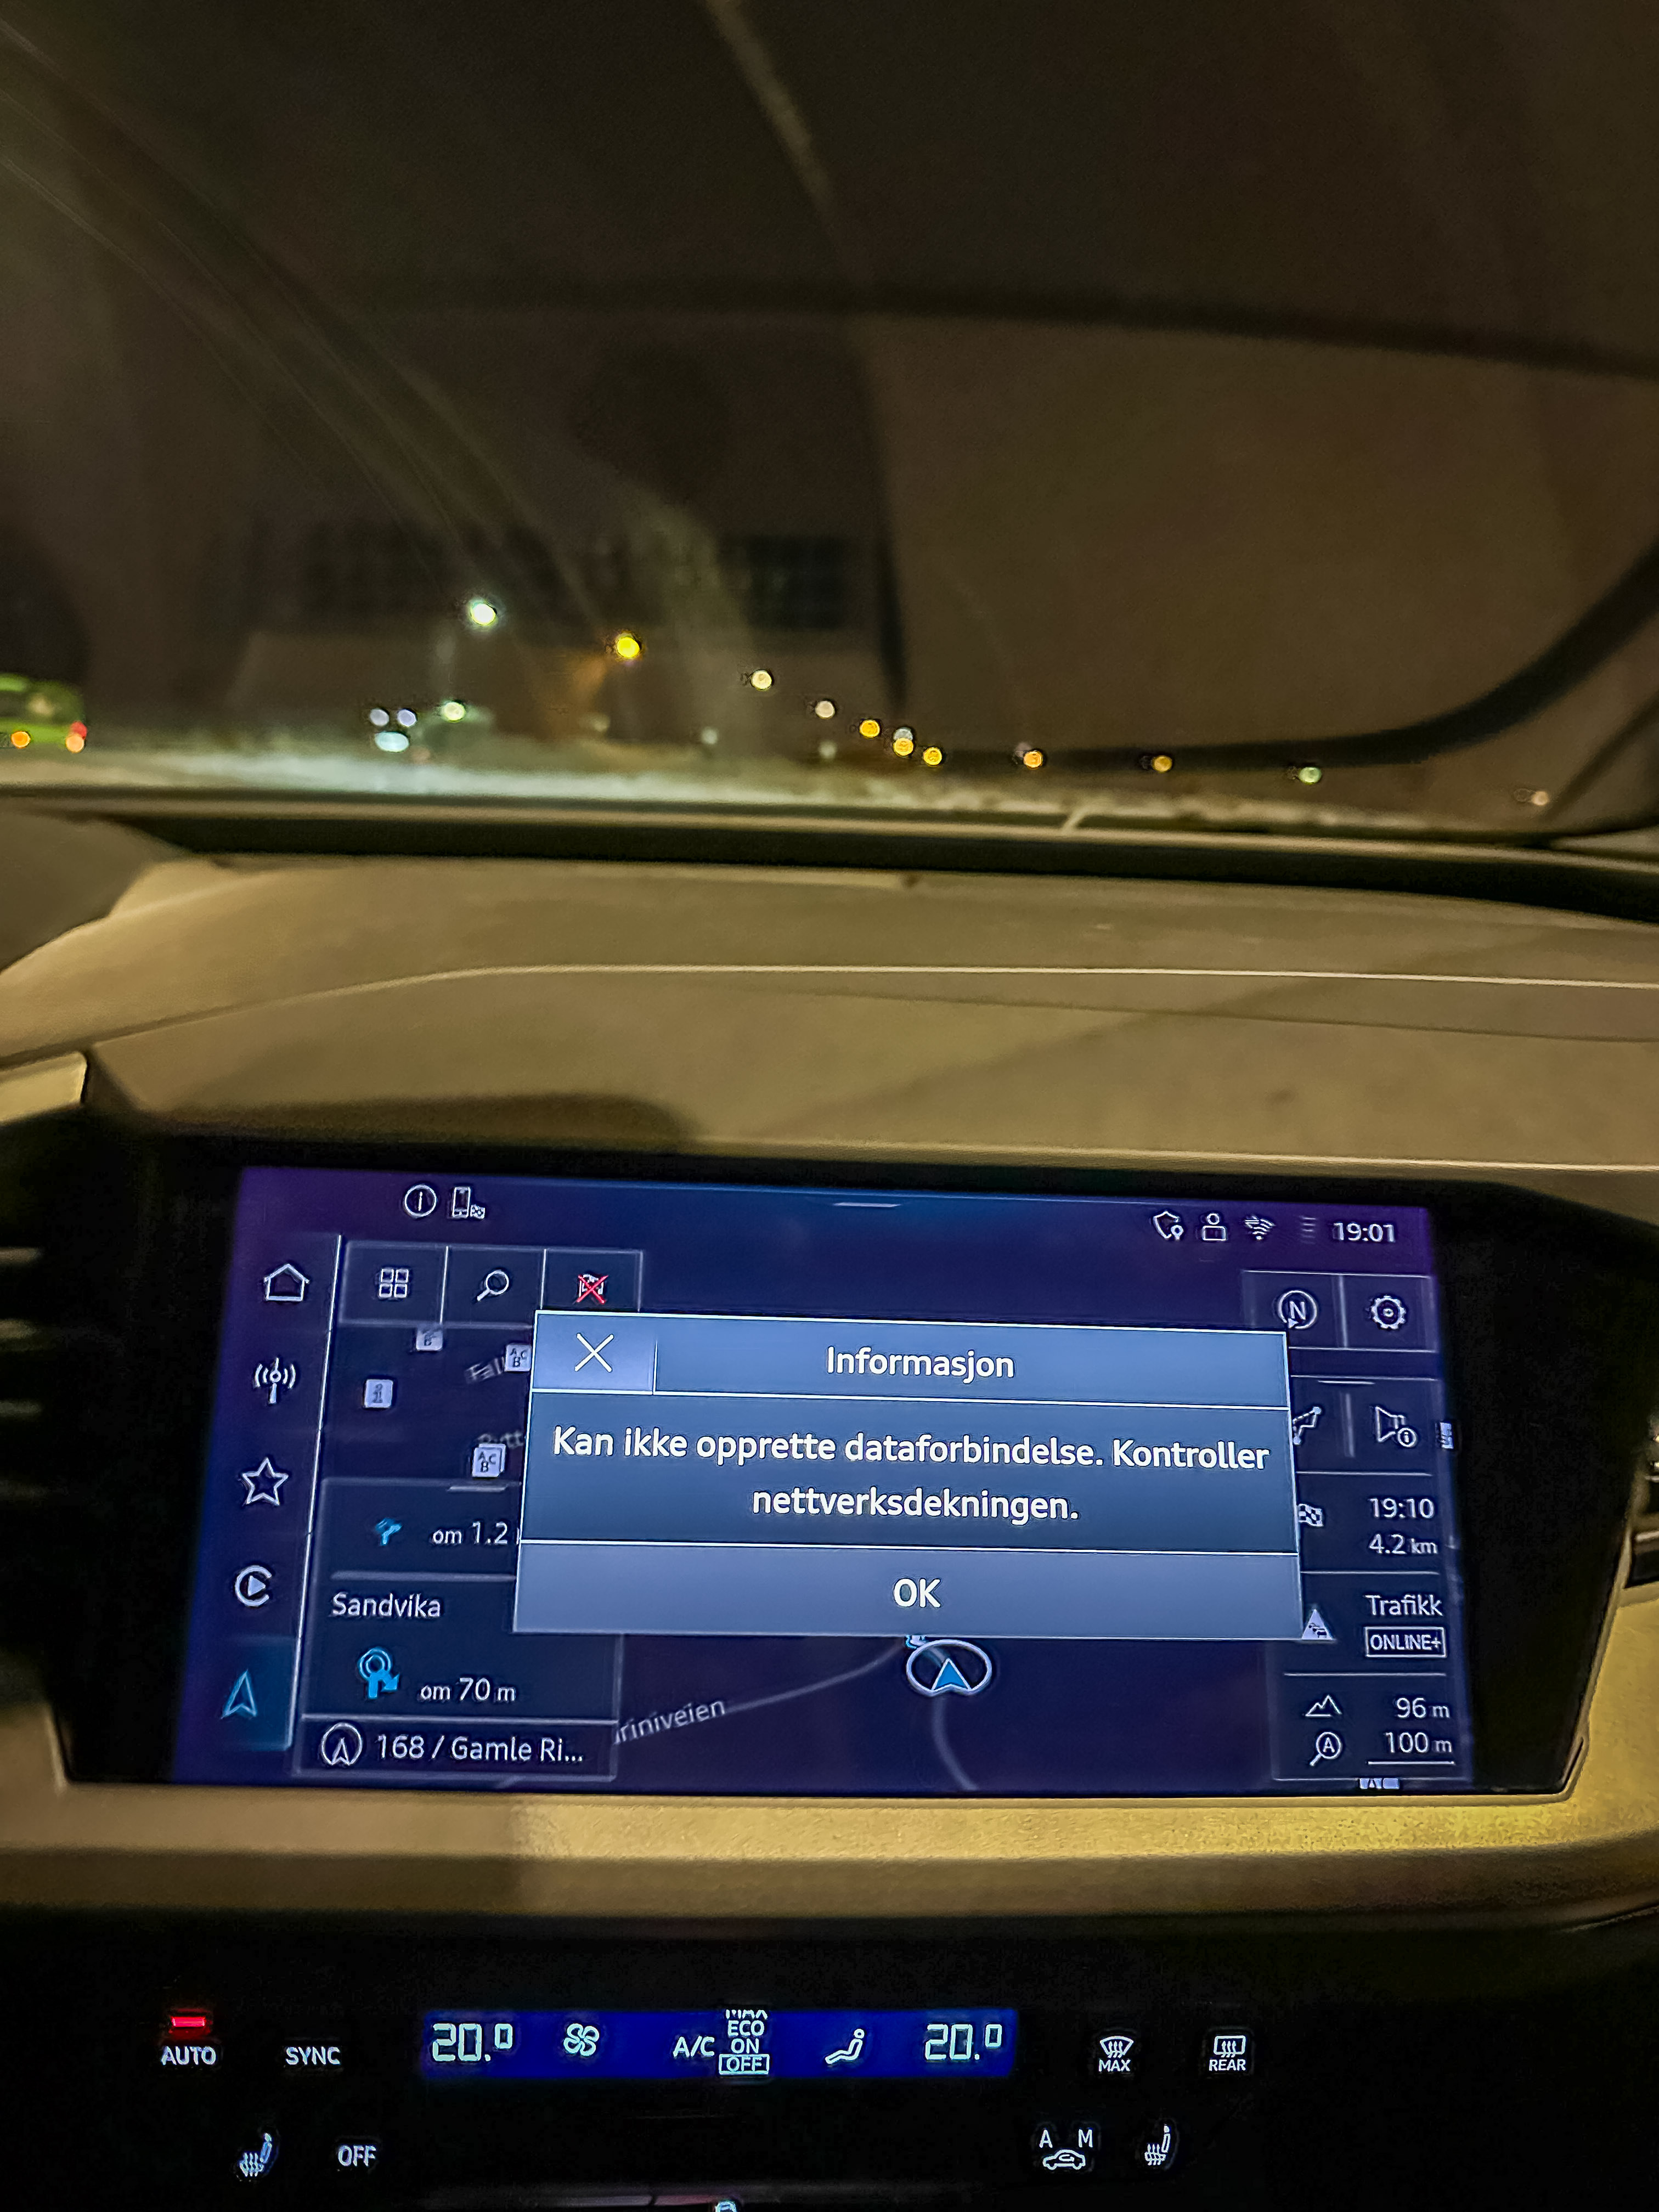 19:01
N
Informasjon
Kan ikke opprette dataforbindelse. Kontroller
nettverksdekningen.
OK
om 1.2
Sandvika
om 70 m
168 / Gamle Ri...
riniveien
19:10
4.2 km
Trafikk
ONLINE+
96 m
A 100 m
AUTO
SYNC
20.0
A/C
MAX
ECO
ON
OFF
20.0
MAX
REAR
OFF
A M